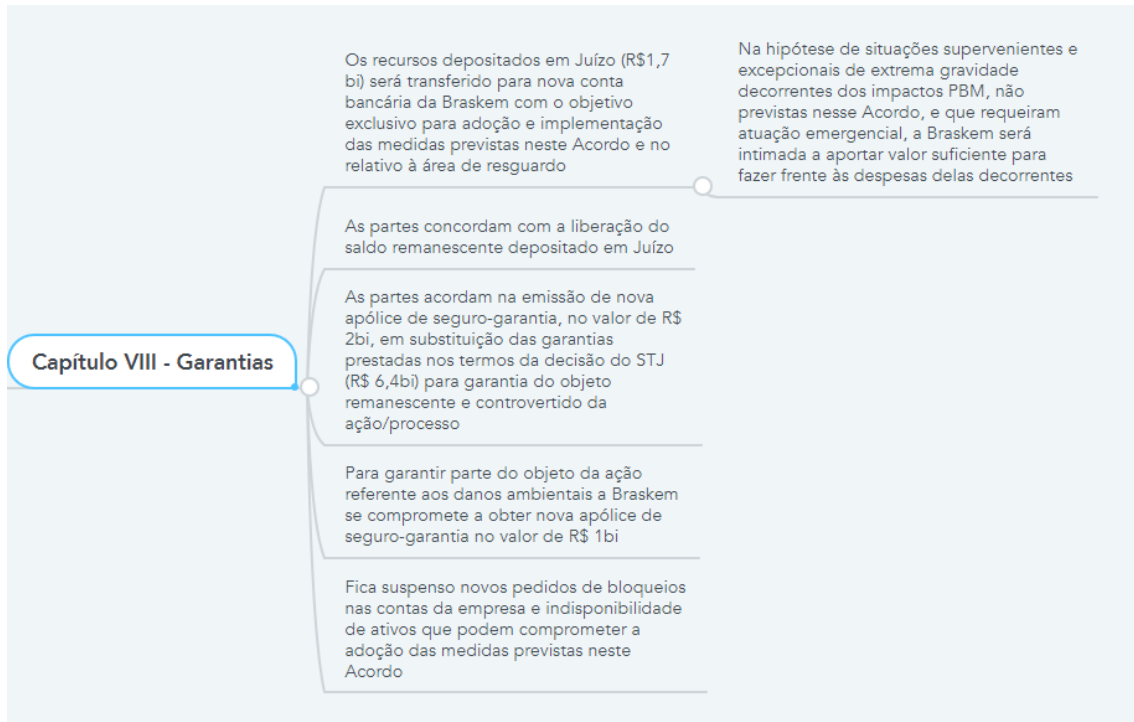 Capítulo VIII - Garantias
Os recursos depositados em Juízo (R$1,7
bi) será transferido para nova conta
bancária da Braskem com o objetivo
exclusivo para adoção e implementação
das medidas previstas neste Acordo e no
relativo à área de resguardo
Na hipótese de situações supervenientes e
excepcionais de extrema gravidade
decorrentes dos impactos PBM, não
previstas nesse Acordo, e que requeiram
atuação emergencial, a Braskem será
intimada a aportar valor suficiente para
fazer frente às despesas delas decorrentes
As partes concordam com a liberação do
saldo remanescente depositado em Juízo
As partes acordam na emissão de nova
apólice de seguro-garantia, no valor de R$
2bi, em substituição das garantias
prestadas nos termos da decisão do STJ
(R$ 6,4bi) para garantia do objeto
remanescente e controvertido da
ação/processo
Para garantir parte do objeto da ação
referente aos danos ambientais a Braskem
se compromete a obter nova apólice de
seguro-garantia no valor de R$ 1bi
Fica suspenso novos pedidos de bloqueios
nas contas da empresa e indisponibilidade
de ativos que podem comprometer a
adoção das medidas previstas neste
Acordo